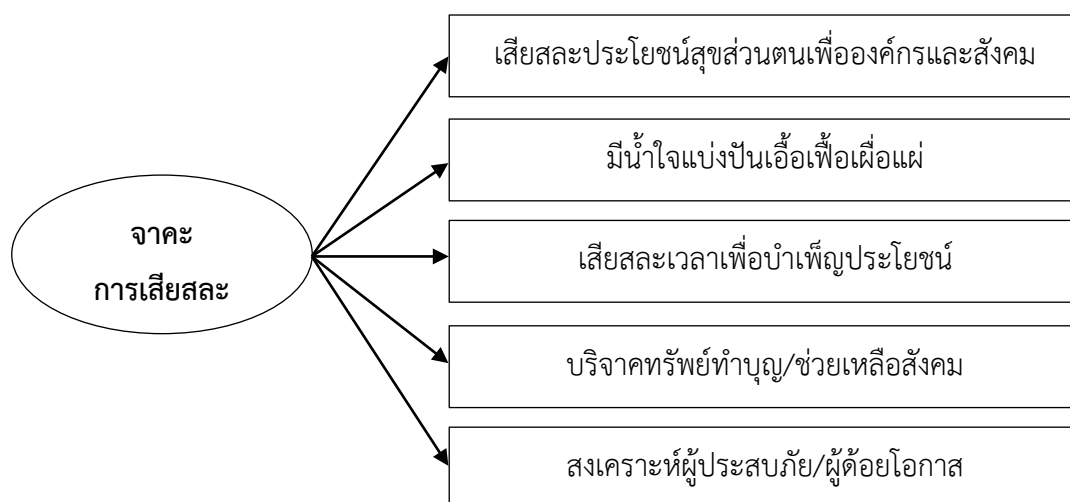 เสียสละประโยชน์สุขส่วนตนเพื่อองค์กรและสังคม
มีน้ำใจแบ่งปันเอื้อเฟื้อเผื่อแผ่
จาคะ
การเสียสละ
เสียสละเวลาเพื่อบำเพ็ญประโยชน์
บริจาคทรัพย์ทำบุญ/ช่วยเหลือสังคม
สงเคราะห์ผู้ประสบภัย/ผู้ด้อยโอกาส